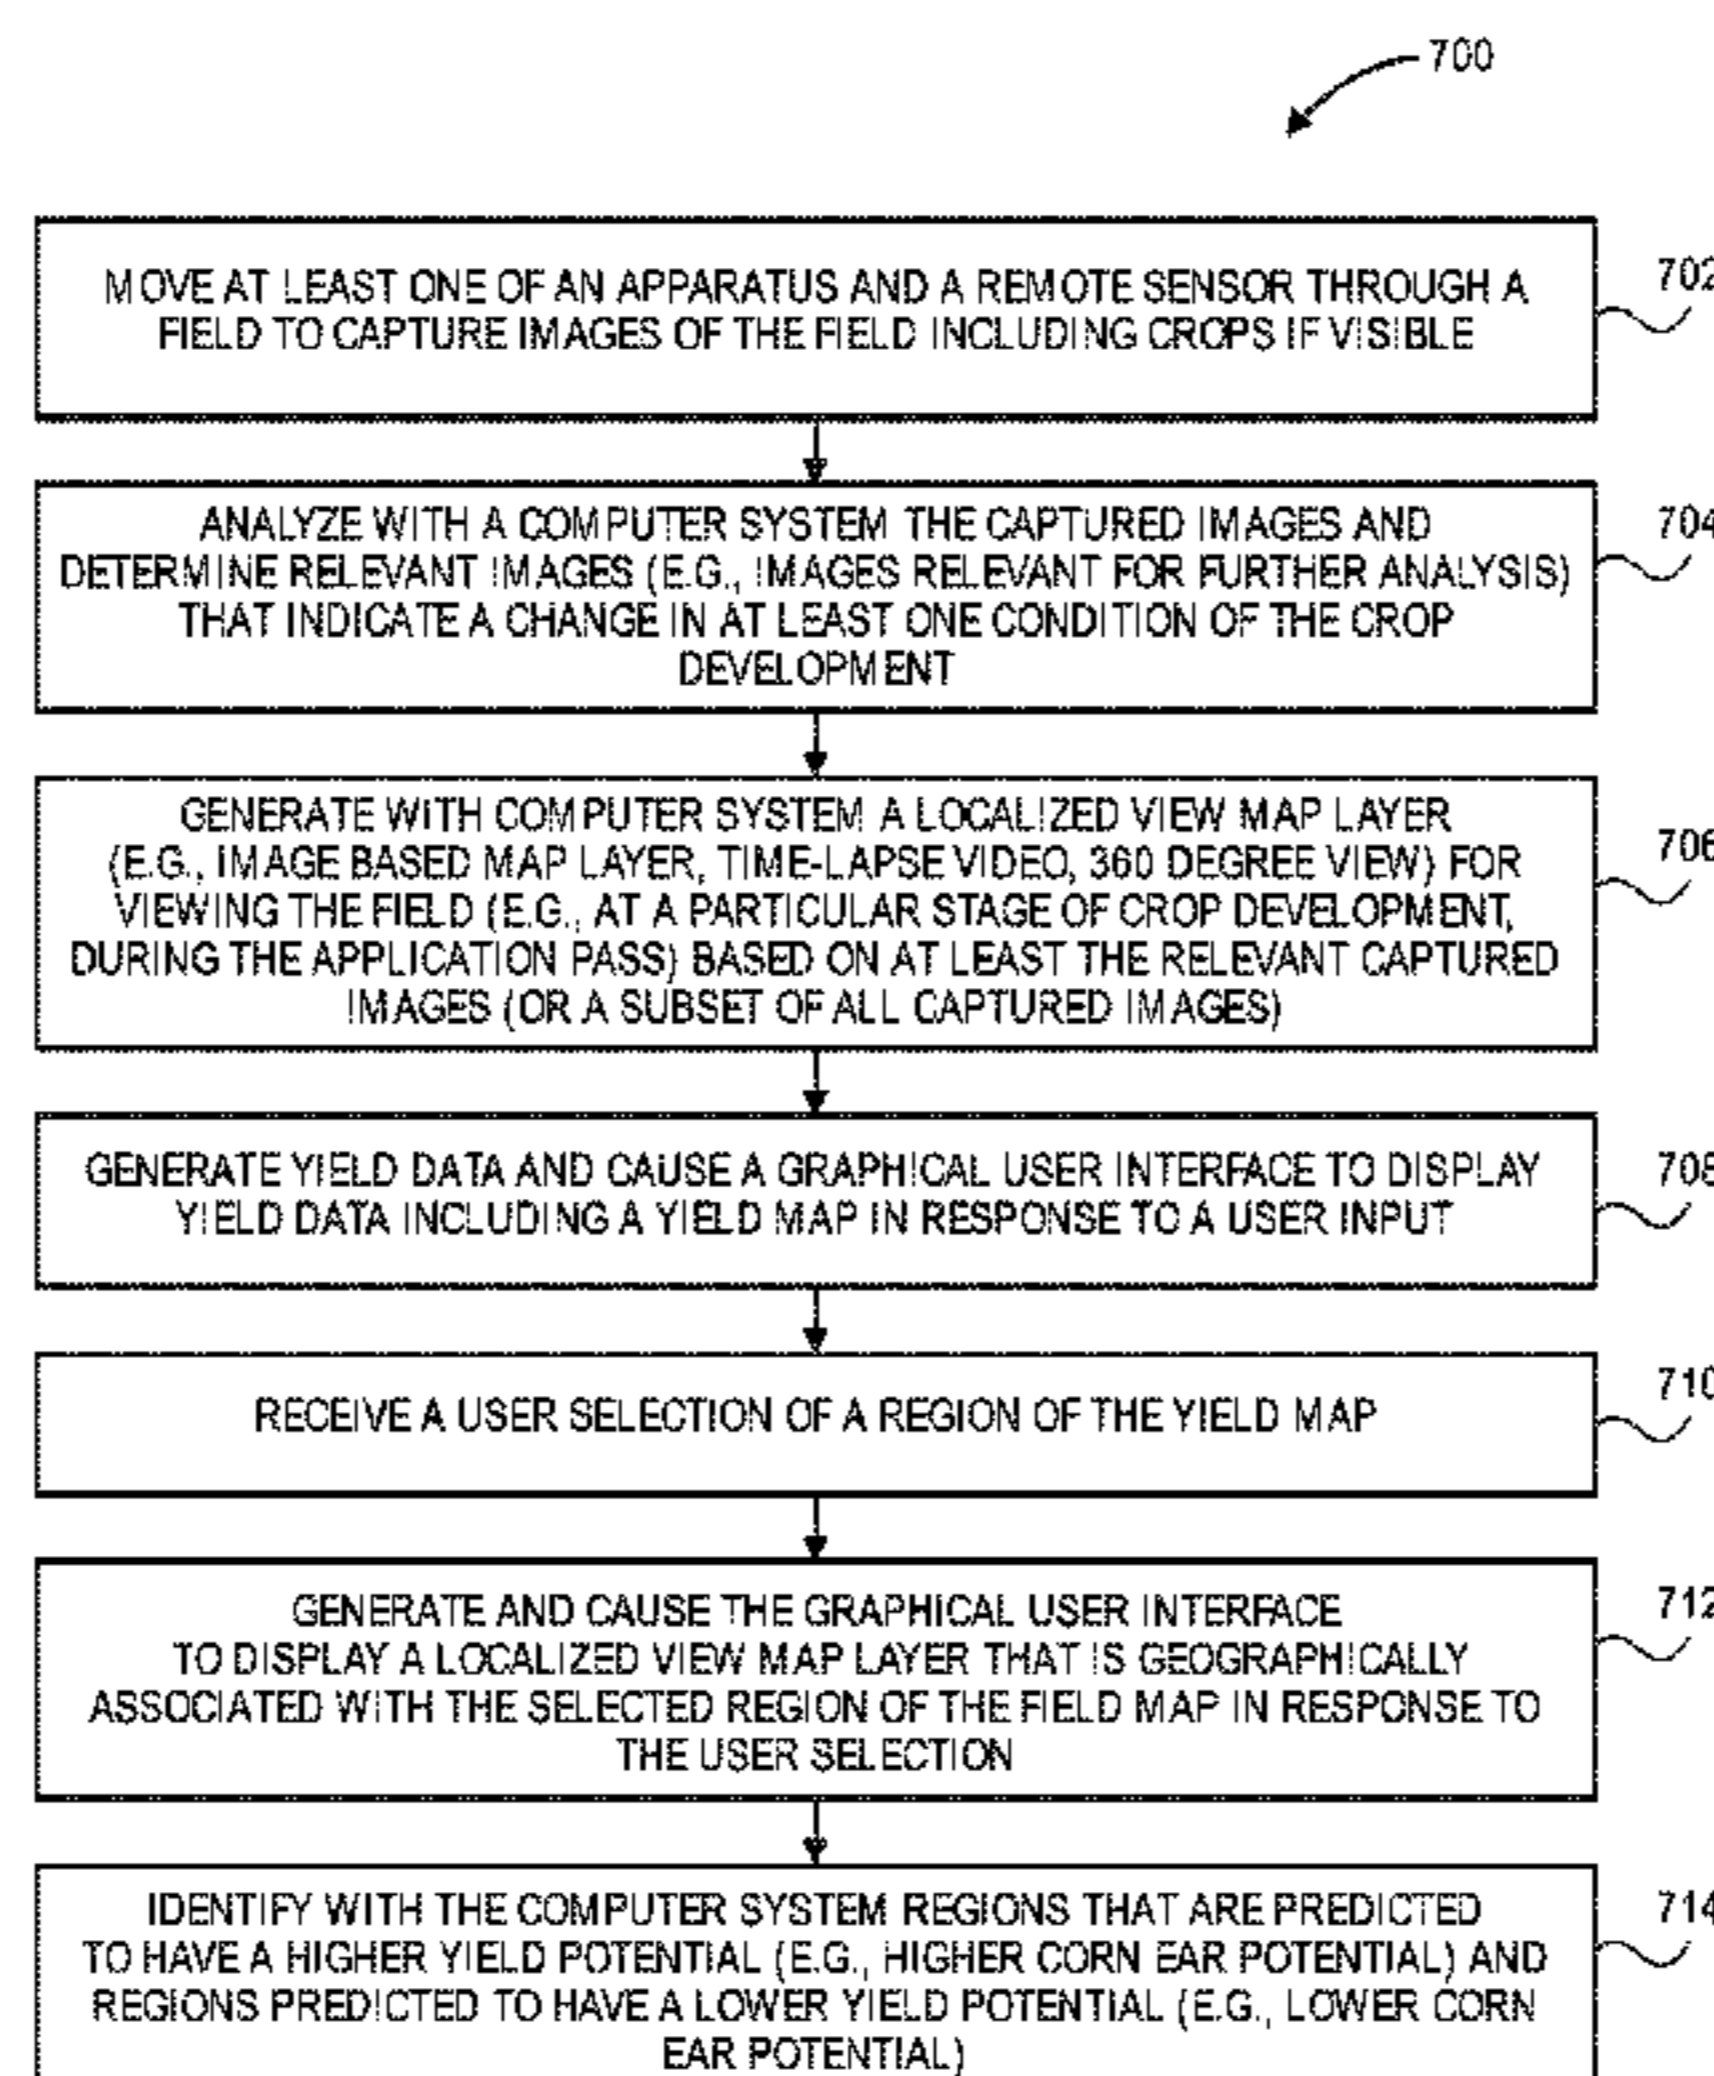 700
MOVE AT LEAST ONE OF AN APPARATUS AND A REMOTE SENSOR THROUGH A
FIELD TO CAPTURE IMAGES OF THE FIELD INCLUDING CROPS IF VISIBLE
702
ANALYZE WITH A COMPUTER SYSTEM THE CAPTURED IMAGES AND
DETERMINE RELEVANT IMAGES (E.G., IMAGES RELEVANT FOR FURTHER ANALYSIS)
THAT INDICATE A CHANGE IN AT LEAST ONE CONDITION OF THE CROP
DEVELOPMENT
704
GENERATE WITH COMPUTER SYSTEM A LOCALIZED VIEW MAP LAYER
(E.G., IMAGE BASED MAP LAYER, TIME-LAPSE VIDEO, 360 DEGREE VIEW) FOR
VIEWING THE FIELD (E.G., AT A PARTICULAR STAGE OF CROP DEVELOPMENT,
DURING THE APPLICATION PASS) BASED ON AT LEAST THE RELEVANT CAPTURED
IMAGES (OR A SUBSET OF ALL CAPTURED IMAGES)
706
GENERATE YIELD DATA AND CAUSE A GRAPHICAL USER INTERFACE TO DISPLAY
YIELD DATA INCLUDING A YIELD MAP IN RESPONSE TO A USER INPUT
708
RECEIVE A USER SELECTION OF A REGION OF THE YIELD MAP
710
GENERATE AND CAUSE THE GRAPHICAL USER INTERFACE
TO DISPLAY A LOCALIZED VIEW MAP LAYER THAT IS GEOGRAPHICALLY
ASSOCIATED WITH THE SELECTED REGION OF THE FIELD MAP IN RESPONSE TO
THE USER SELECTION
712
IDENTIFY WITH THE COMPUTER SYSTEM REGIONS THAT ARE PREDICTED
TO HAVE A HIGHER YIELD POTENTIAL (E.G., HIGHER CORN EAR POTENTIAL) AND
REGIONS PREDICTED TO HAVE A LOWER YIELD POTENTIAL (E.G., LOWER CORN
EAR POTENTIAL)
714